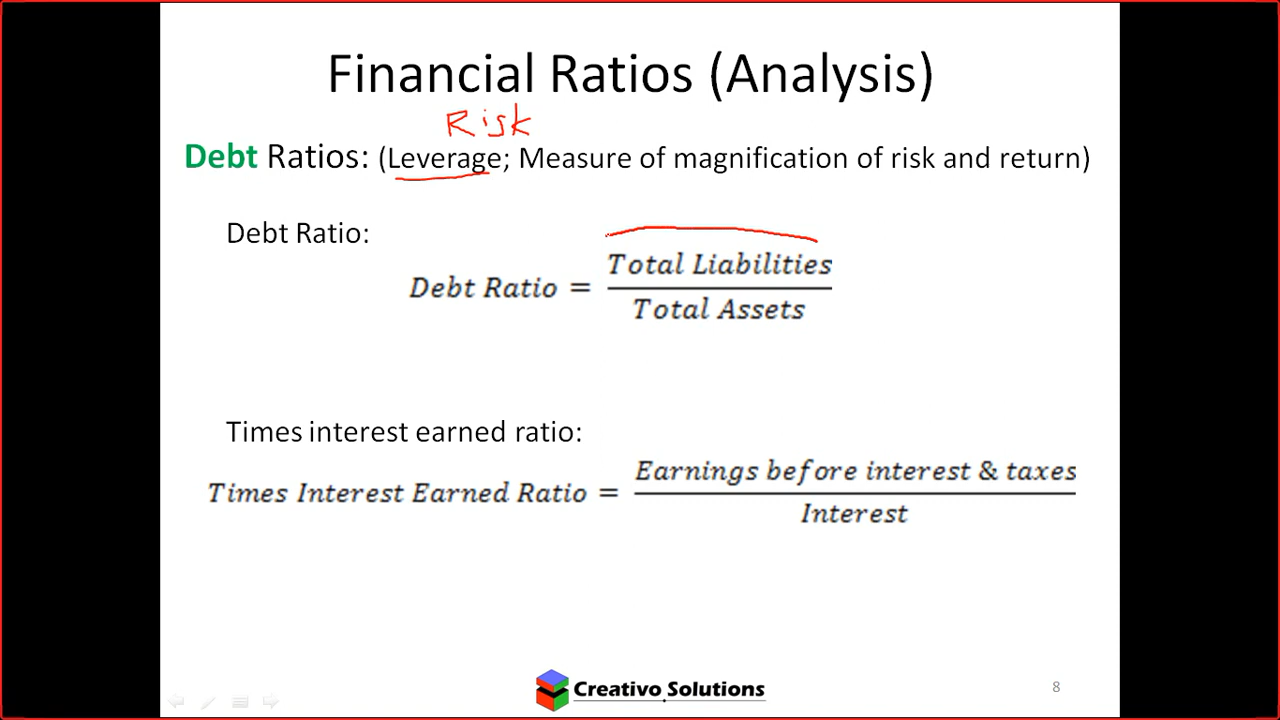 Financial Ratios (Analysis)
Risk
Debt Ratios: (Leverage; Measure of magnification of risk and return)
Debt Ratio:
Debt Ratio = Total Liabilities / Total Assets
Times interest earned ratio:
Times Interest Earned Ratio = Earnings before interest & taxes / Interest
Creativo Solutions
8